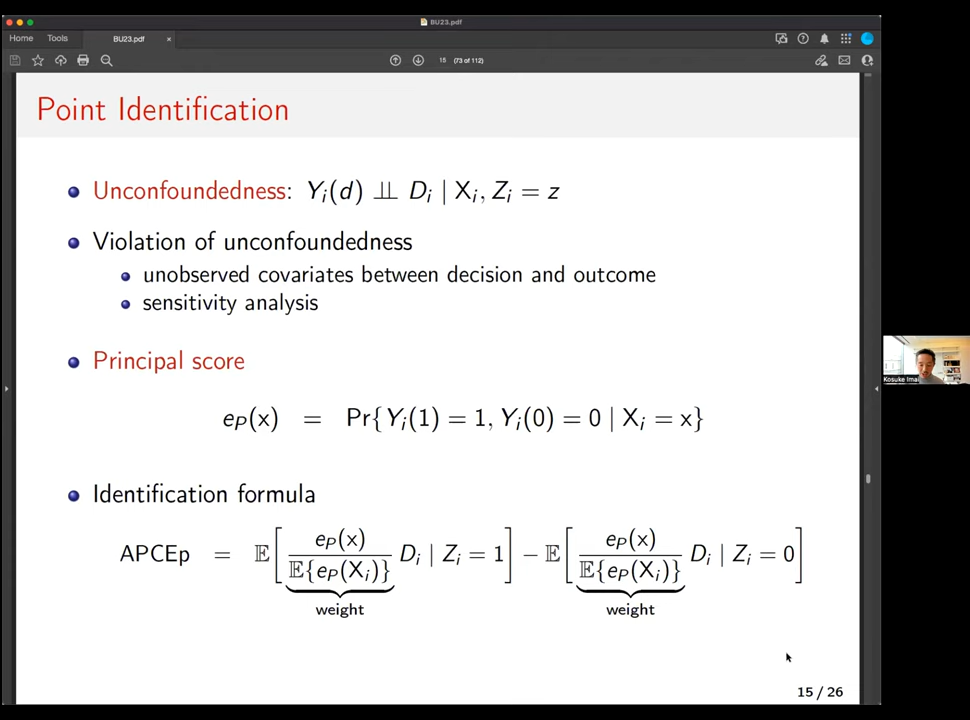 BU23.pdf
Home Tools BU23.pdf ×
15 (73 of 112)
Point Identification
Unconfoundedness: Yᵢ(d) ⫫ Dᵢ | Xᵢ, Zᵢ = z
Violation of unconfoundedness
unobserved covariates between decision and outcome
sensitivity analysis
Principal score
e_P(x) = Pr{Yᵢ(1) = 1, Yᵢ(0) = 0 | Xᵢ = x}
Identification formula
APCEp = 𝔼[ e_P(x) / 𝔼{e_P(Xᵢ)} Dᵢ | Zᵢ = 1 ] − 𝔼[ e_P(x) / 𝔼{e_P(Xᵢ)} Dᵢ | Zᵢ = 0 ]
weight weight
15 / 26
Kosuke Imai